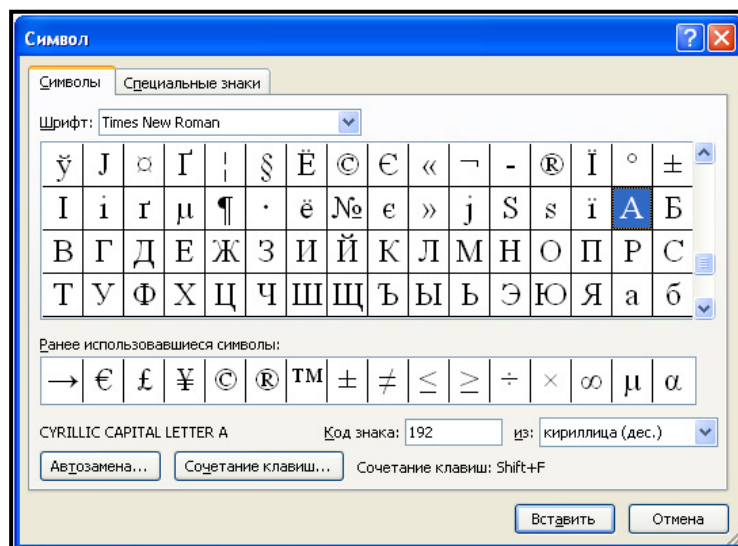 Символ
Символы Специальные знаки
Шрифт: Times New Roman
ў Ј ¤ Ґ ¦ § Ё © Є « ¬ - ® Ї ° ±
І і ґ µ ¶ · ё № є » ј Ѕ ѕ ї А Б
В Г Д Е Ж З И Й К Л М Н О П Р С
Т У Ф Х Ц Ч Ш Щ Ъ Ы Ь Э Ю Я а б
Ранее использовавшиеся символы:
→ € £ ¥ © ® ™ ± ≠ ≤ ≥ ÷ × ∞ µ α
CYRILLIC CAPITAL LETTER A Код знака: 192 из: кириллица (дес.)
Автозамена... Сочетание клавиш... Сочетание клавиш: Shift+F
Вставить Отмена